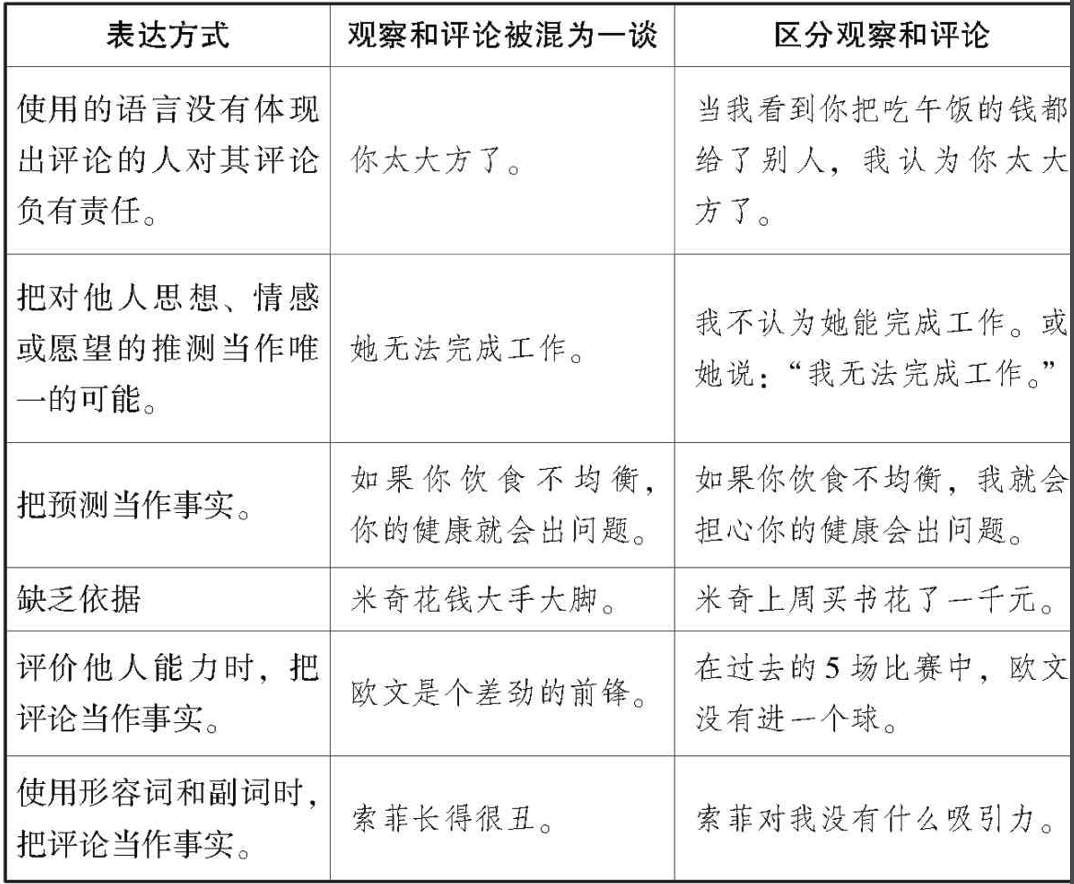 表达方式 观察和评论被混为一谈 区分观察和评论
使用的语言没有体现
出评论的人对其评论
负有责任。
你太大方了。
当我看到你把吃午饭的钱都
给了别人，我认为你太大
方了。
把对他人思想、情感
或愿望的推测当作唯
一的可能。
她无法完成工作。
我不认为她能完成工作。或
她说：“我无法完成工作。”
把预测当作事实。
如果你饮食不均衡，
你的健康就会出问题。
如果你饮食不均衡，我就会
担心你的健康会出问题。
缺乏依据
米奇花钱大手大脚。
米奇上周买书花了一千元。
评价他人能力时，把
评论当作事实。
欧文是个差劲的前锋。
在过去的 5 场比赛中，欧文
没有进一个球。
使用形容词和副词时，
把评论当作事实。
索菲长得很丑。
索菲对我没有什么吸引力。